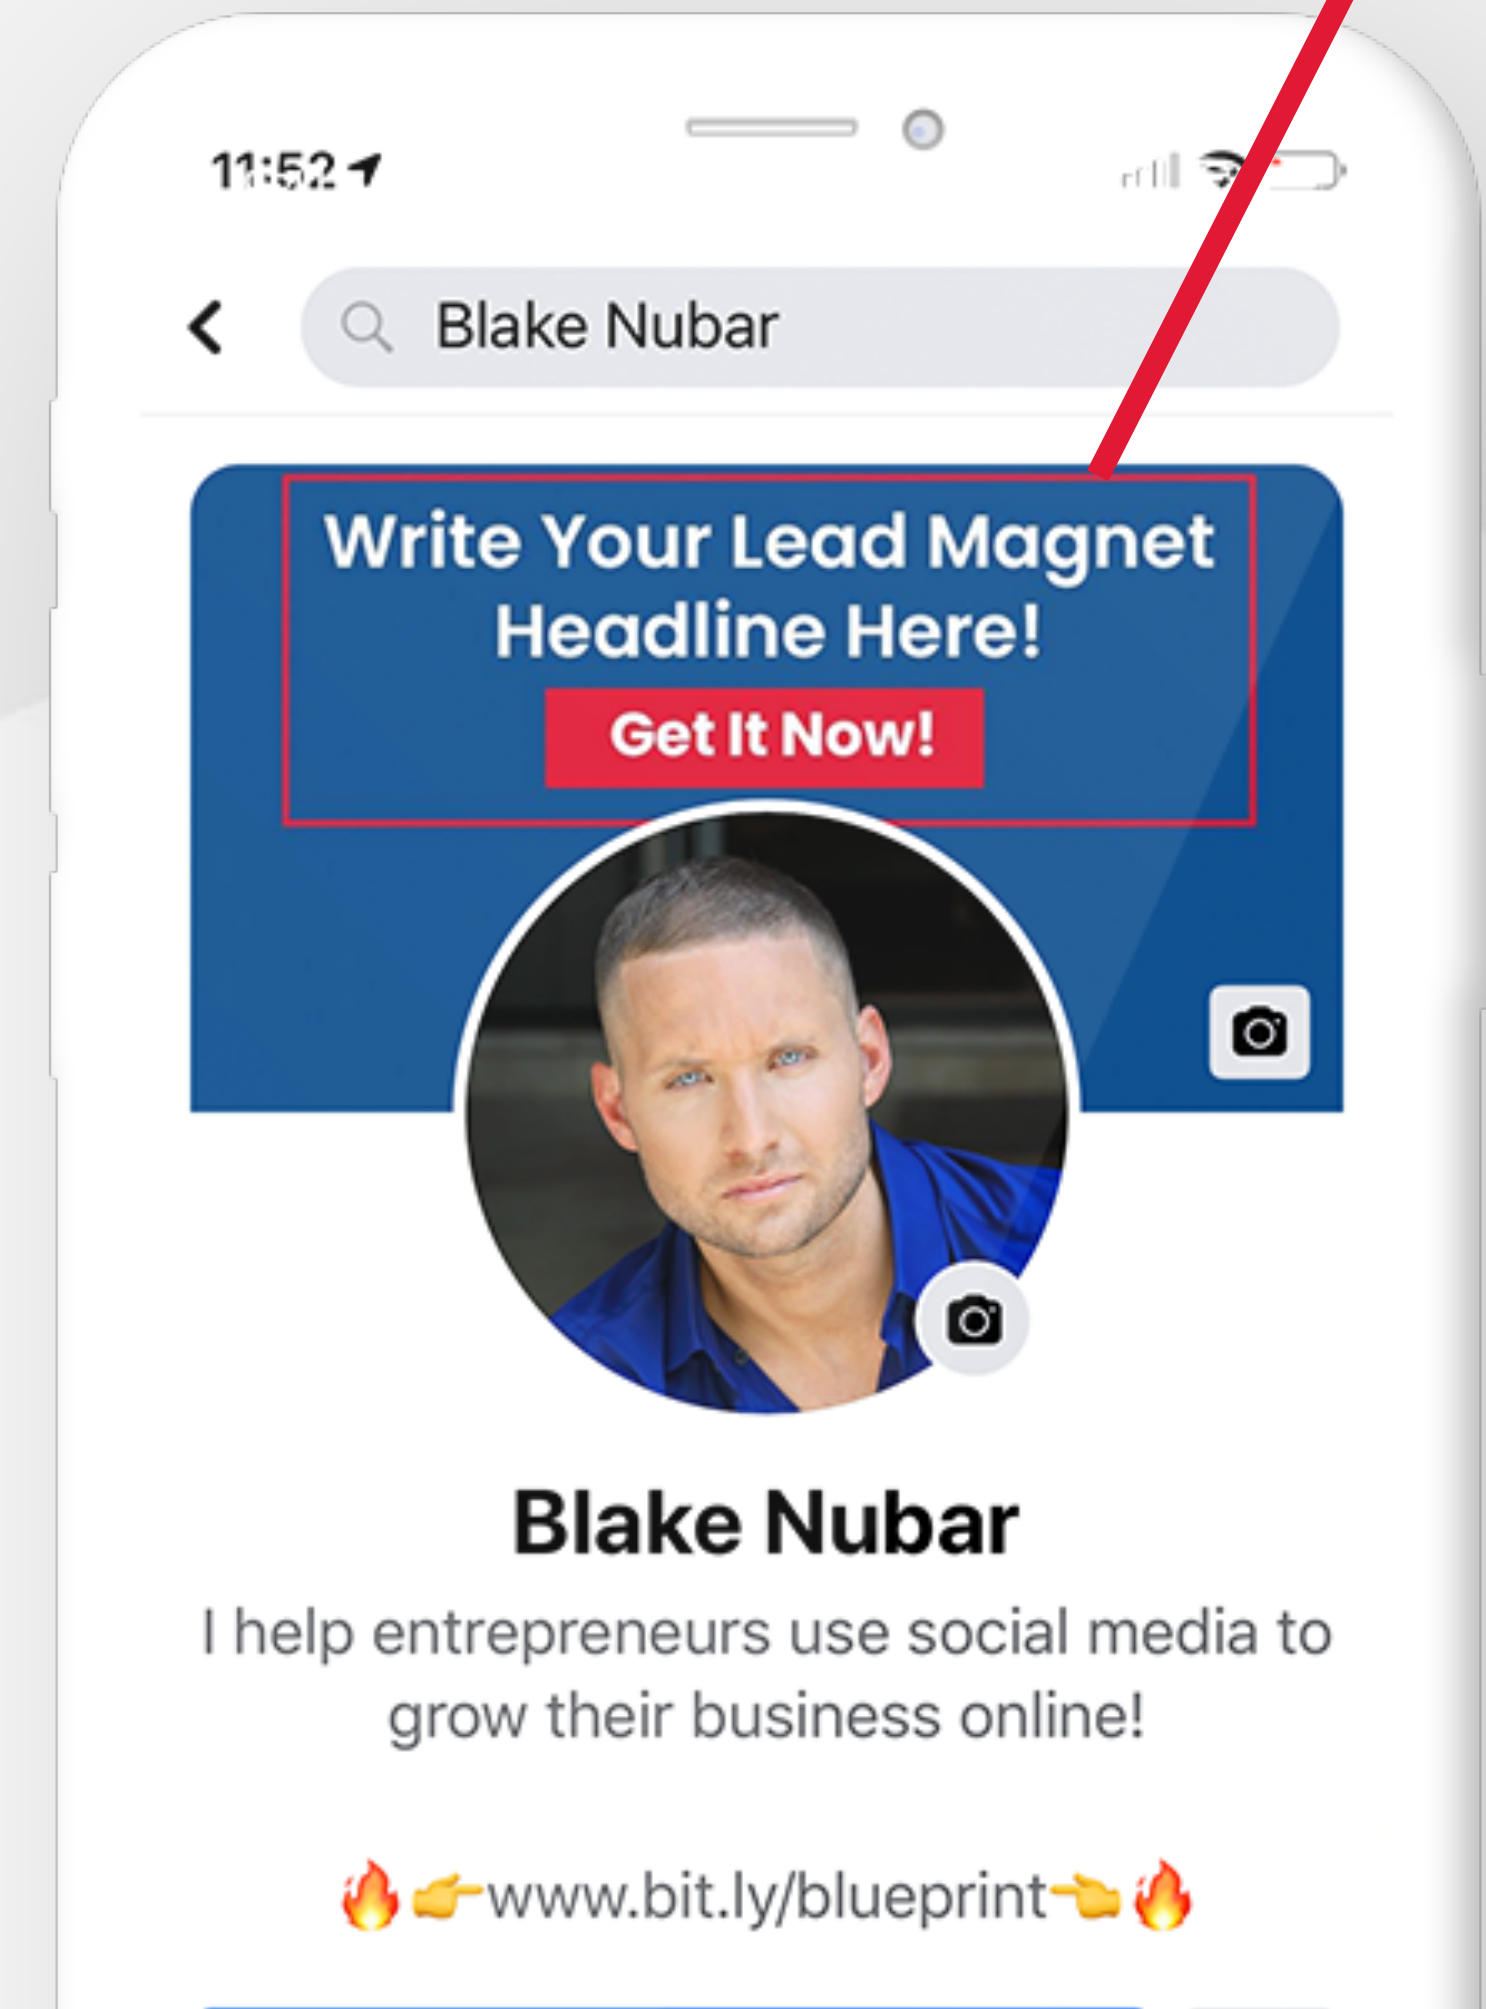 11:52
Blake Nubar
Write Your Lead Magnet
Headline Here!
Get It Now!
Blake Nubar
I help entrepreneurs use social media to
grow their business online!
🔥👉www.bit.ly/blueprint👈🔥